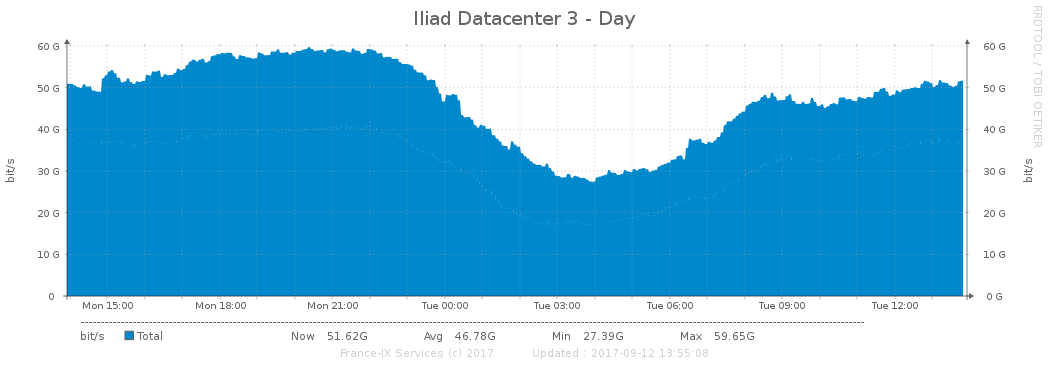 Iliad Datacenter 3 - Day
RRDTOOL / TOBI OETIKER
bit/s
bit/s
60 G 60 G
50 G 50 G
40 G 40 G
30 G 30 G
20 G 20 G
10 G 10 G
0 0 G
Mon 15:00 Mon 18:00 Mon 21:00 Tue 00:00 Tue 03:00 Tue 06:00 Tue 09:00 Tue 12:00
bit/s Total Now 51.62G Avg 46.78G Min 27.39G Max 59.65G
France-IX Services (c) 2017 Updated : 2017-09-12 13:55:08